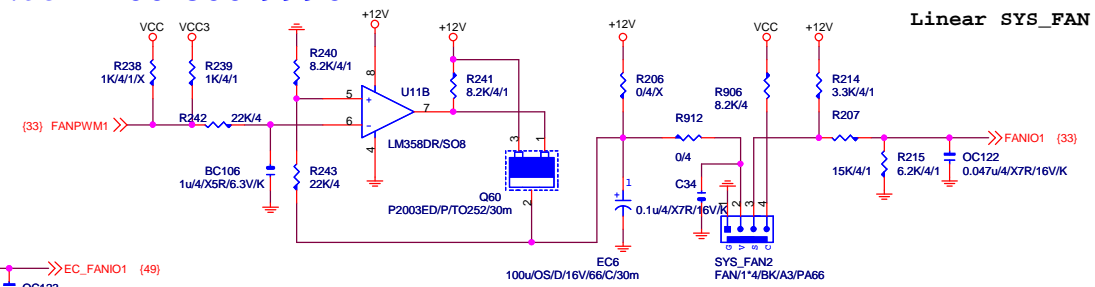 Linear SYS_FAN
VCC
VCC3
+12V
+12V
+12V
VCC
+12V
R238
1K/4/1/X
R239
1K/4/1
R240
8.2K/4/1
8
U11B
R241
8.2K/4/1
R206
0/4/X
R906
8.2K/4
R214
3.3K/4/1
{33} FANPWM1
R242
22K/4
5
+
6
-
7
4
LM358DR/SO8
3
1
R912
0/4
R207
15K/4/1
FANIO1 {33}
BC106
1u/4/X5R/6.3V/K
R243
22K/4
Q60
P2003ED/P/TO252/30m
2
1
+
C34
0.1u/4/X7R/16V/K
1
2
3
4
R215
6.2K/4/1
OC122
0.047u/4/X7R/16V/K
G
V
S
C
EC6
100u/OS/D/16V/66/C/30m
SYS_FAN2
FAN/1*4/BK/A3/PA66
EC_FANIO1 {49}